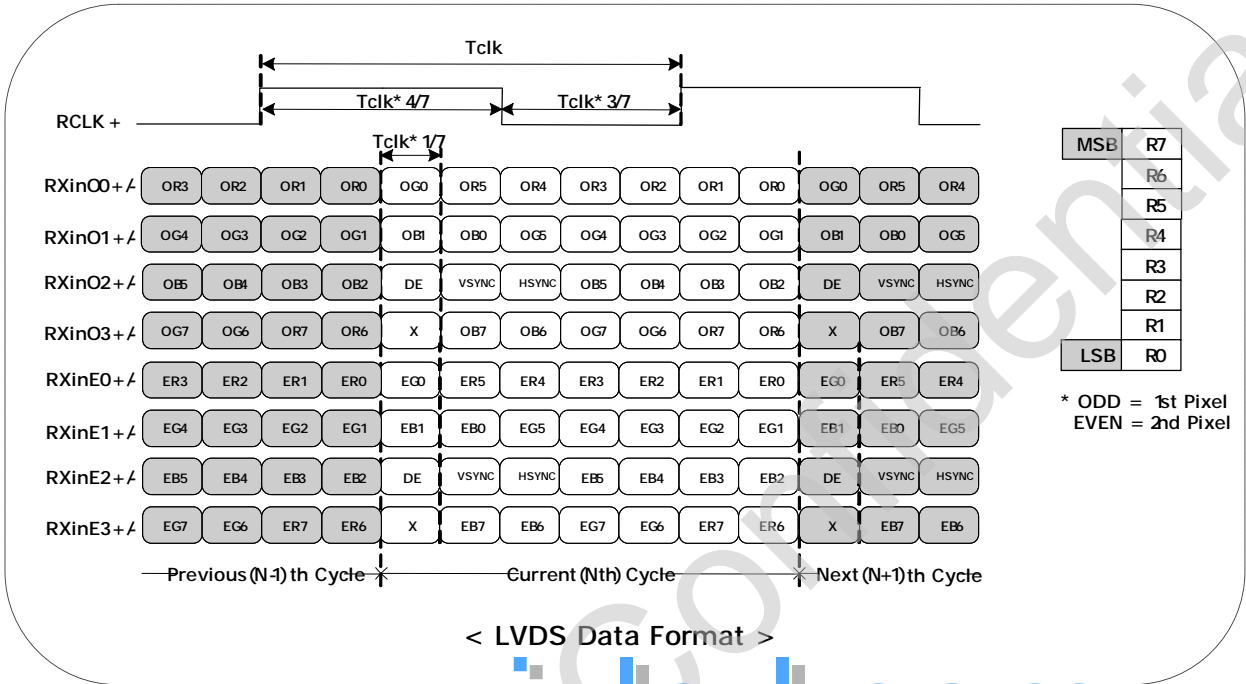 Tclk
Tclk* 4/7 Tclk* 3/7
RCLK +
Tclk* 1/7
MSB R7
R6
R5
R4
R3
R2
R1
LSB R0
* ODD = 1st Pixel
EVEN = 2nd Pixel
RXinO0+/- OR3 OR2 OR1 OR0 OG0 OR5 OR4 OR3 OR2 OR1 OR0 OG0 OR5 OR4
RXinO1+/- OG4 OG3 OG2 OG1 OB1 OB0 OG5 OG4 OG3 OG2 OG1 OB1 OB0 OG5
RXinO2+/- OB5 OB4 OB3 OB2 DE VSYNC HSYNC OB5 OB4 OB3 OB2 DE VSYNC HSYNC
RXinO3+/- OG7 OG6 OR7 OR6 X OB7 OB6 OG7 OG6 OR7 OR6 X OB7 OB6
RXinE0+/- ER3 ER2 ER1 ER0 EG0 ER5 ER4 ER3 ER2 ER1 ER0 EG0 ER5 ER4
RXinE1+/- EG4 EG3 EG2 EG1 EB1 EB0 EG5 EG4 EG3 EG2 EG1 EB1 EB0 EG5
RXinE2+/- EB5 EB4 EB3 EB2 DE VSYNC HSYNC EB5 EB4 EB3 EB2 DE VSYNC HSYNC
RXinE3+/- EG7 EG6 ER7 ER6 X EB7 EB6 EG7 EG6 ER7 ER6 X EB7 EB6
Previous (N-1) th Cycle Current (Nth) Cycle Next (N+1) th Cycle
< LVDS Data Format >
Confidentia